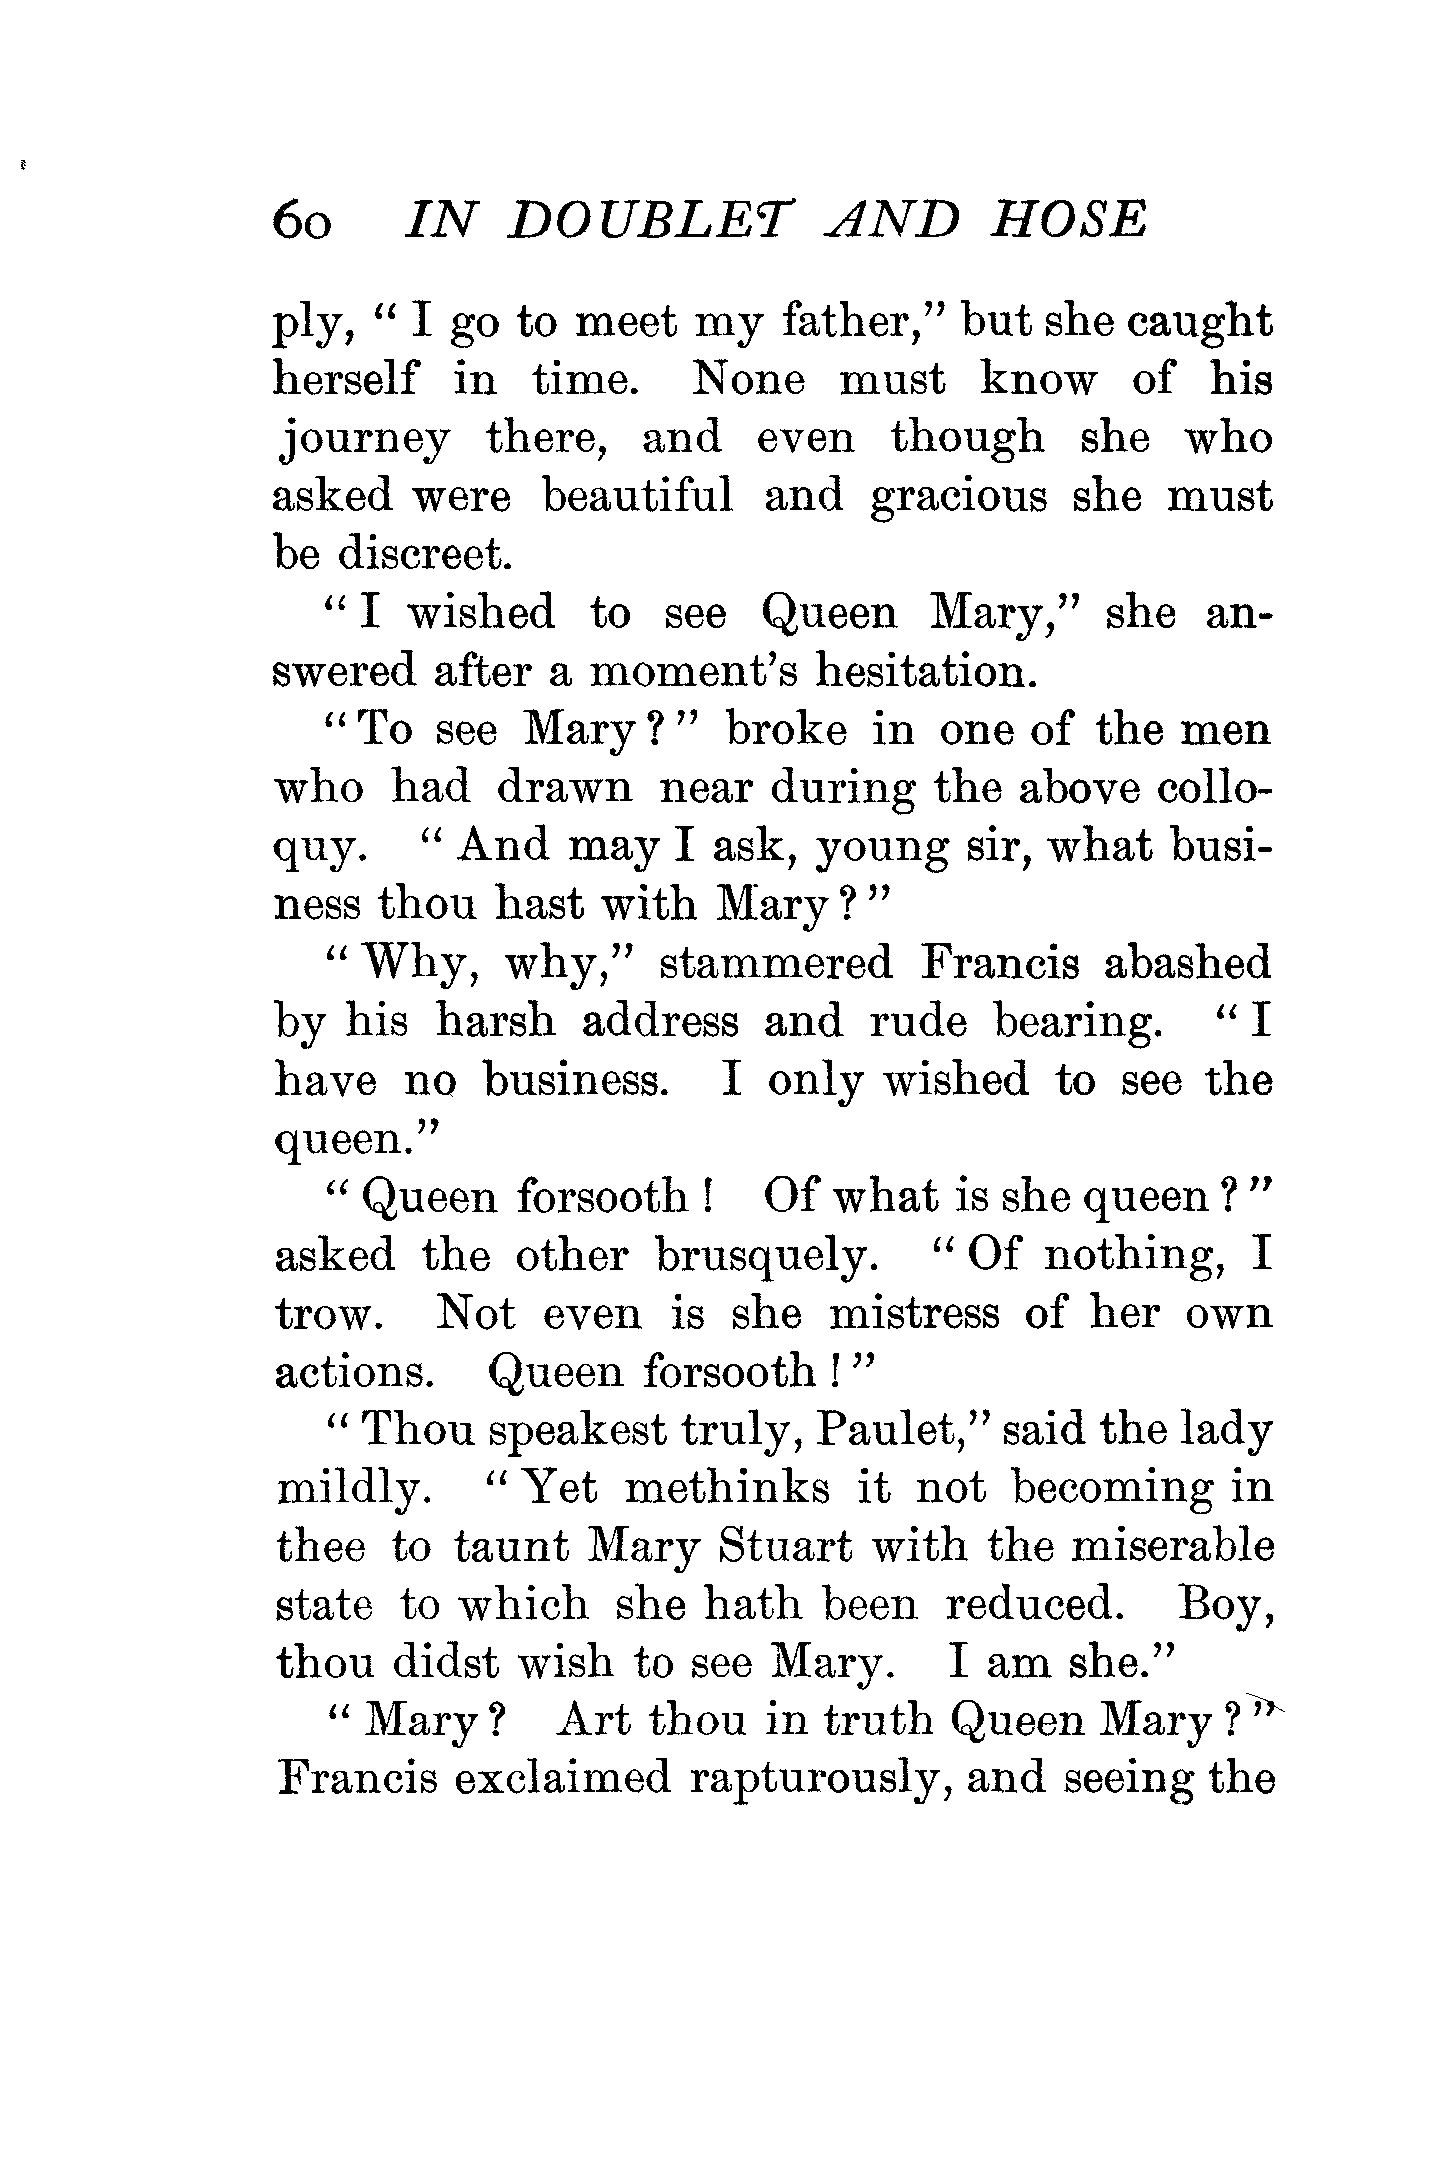 60 IN DOUBLET AND HOSE
ply, “ I go to meet my father,” but she caught
herself in time. None must know of his
journey there, and even though she who
asked were beautiful and gracious she must
be discreet.
“ I wished to see Queen Mary,” she an-
swered after a moment's hesitation.
“ To see Mary ? ” broke in one of the men
who had drawn near during the above collo-
quy. “ And may I ask, young sir, what busi-
ness thou hast with Mary ? ”
“ Why, why,” stammered Francis abashed
by his harsh address and rude bearing. “ I
have no business. I only wished to see the
queen.”
“ Queen forsooth ! Of what is she queen ? ”
asked the other brusquely. “ Of nothing, I
trow. Not even is she mistress of her own
actions. Queen forsooth ! ”
“ Thou speakest truly, Paulet,” said the lady
mildly. “ Yet methinks it not becoming in
thee to taunt Mary Stuart with the miserable
state to which she hath been reduced. Boy,
thou didst wish to see Mary. I am she.”
“ Mary ? Art thou in truth Queen Mary ? ”
Francis exclaimed rapturously, and seeing the